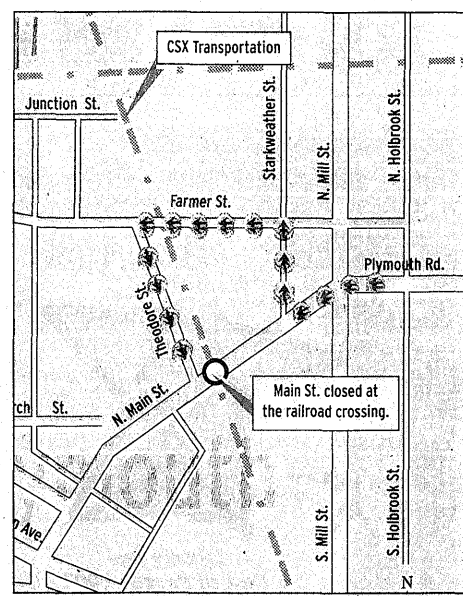 CSX Transportation
Junction St.
Starkweather St.
N. Mill St.
N. Holbrook St.
Farmer St.
Plymouth Rd.
Theodore St.
Main St. closed at
the railroad crossing.
N. Main St.
rch St.
n Ave.
S. Mill St.
S. Holbrook St.
N